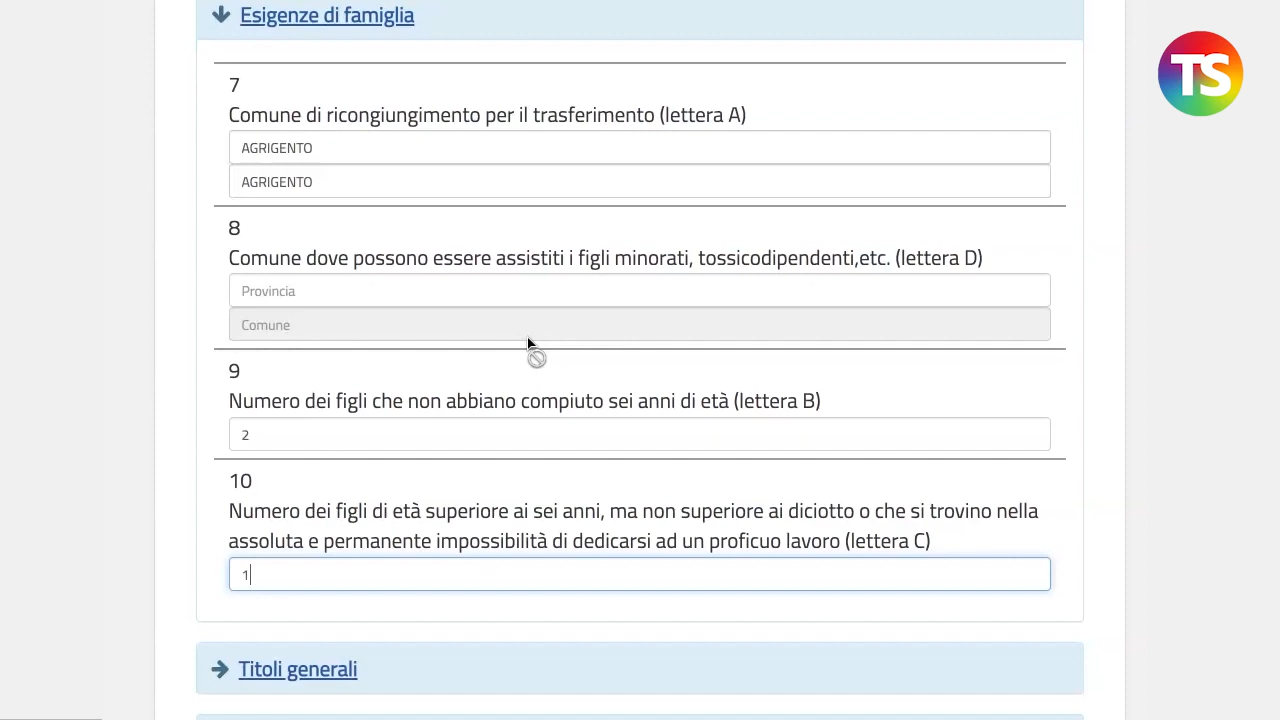 Esigenze di famiglia
TS
7
Comune di ricongiungimento per il trasferimento (lettera A)
AGRIGENTO
AGRIGENTO
8
Comune dove possono essere assistiti i figli minorati, tossicodipendenti,etc. (lettera D)
Provincia
Comune
9
Numero dei figli che non abbiano compiuto sei anni di età (lettera B)
2
10
Numero dei figli di età superiore ai sei anni, ma non superiore ai diciotto o che si trovino nella
assoluta e permanente impossibilità di dedicarsi ad un proficuo lavoro (lettera C)
1
Titoli generali